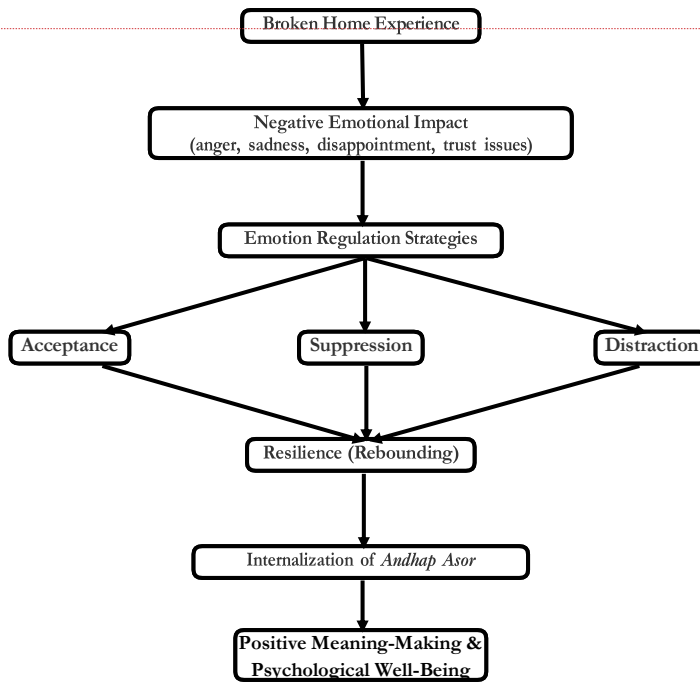 Broken Home Experience
Negative Emotional Impact
(anger, sadness, disappointment, trust issues)
Emotion Regulation Strategies
Acceptance
Suppression
Distraction
Resilience (Rebounding)
Internalization of Andhap Asor
Positive Meaning-Making &
Psychological Well-Being